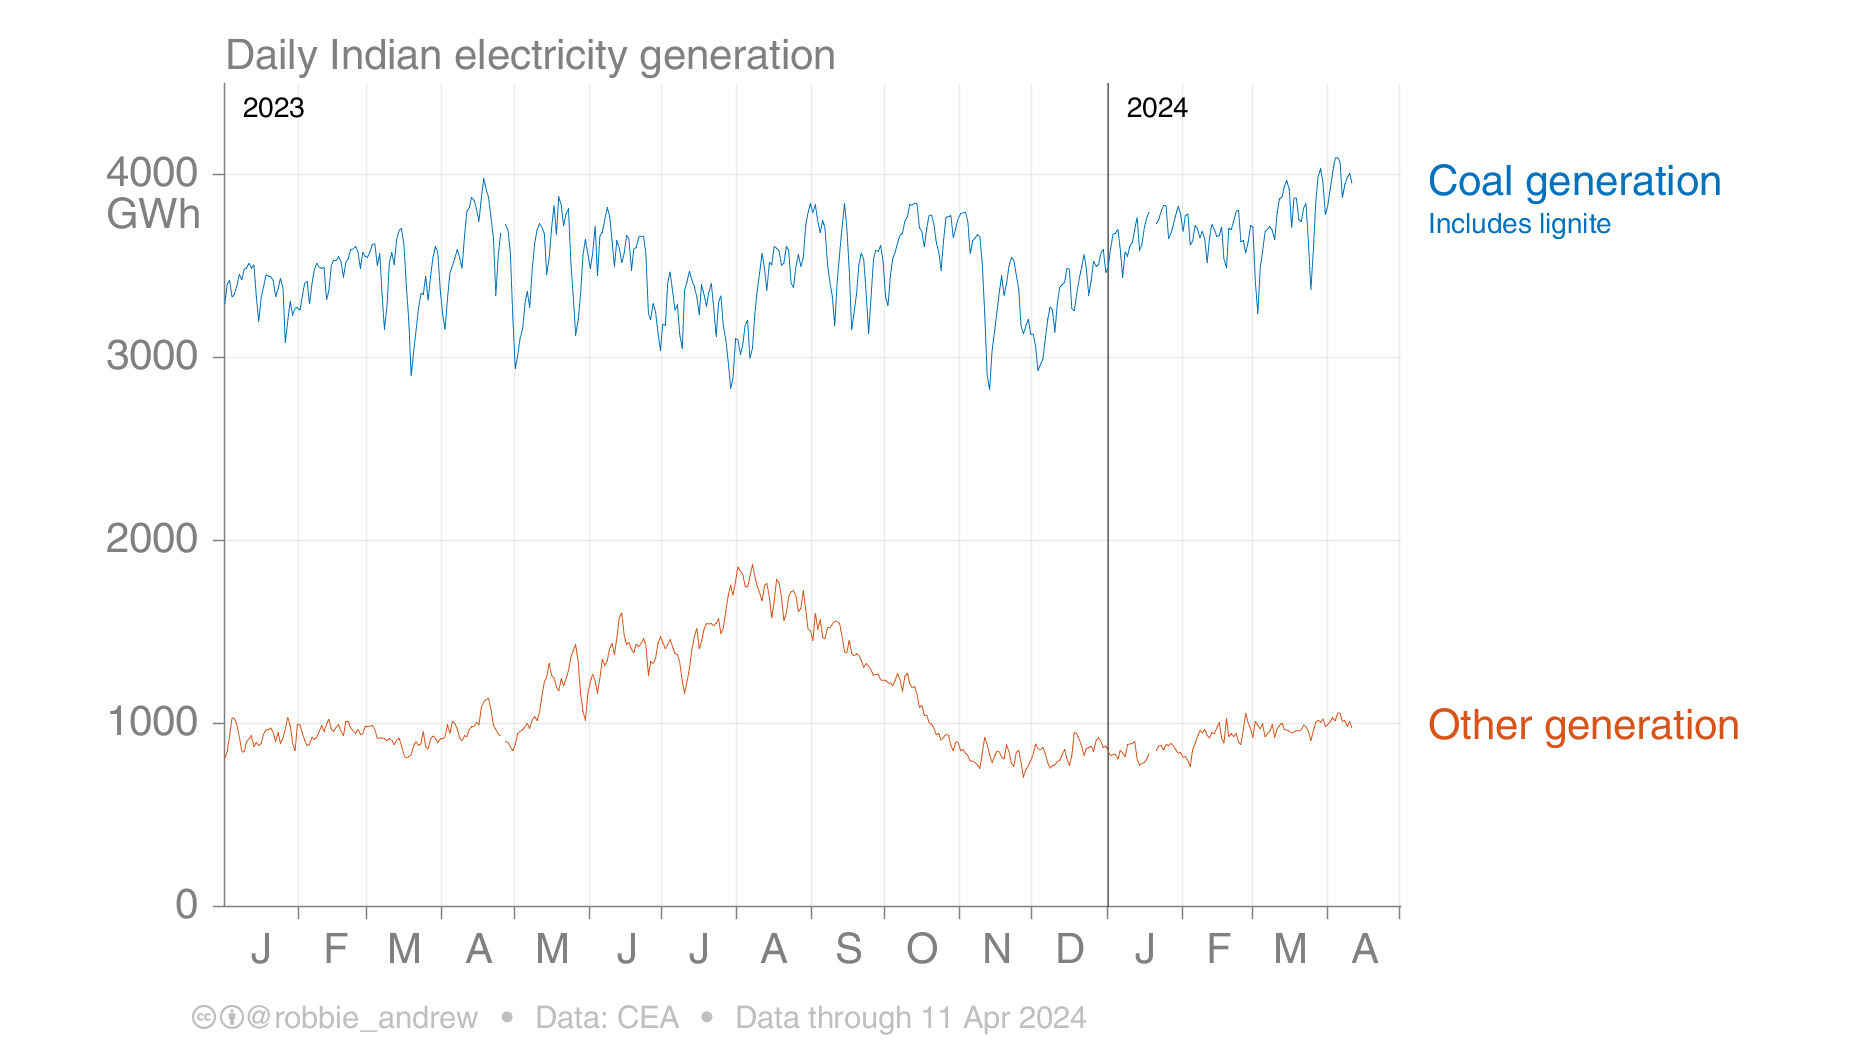 Daily Indian electricity generation
2023
2024
4000
GWh
3000
2000
1000
0
Coal generation
Includes lignite
Other generation
J F M A M J J A S O N D J F M A
cc @robbie_andrew • Data: CEA • Data through 11 Apr 2024